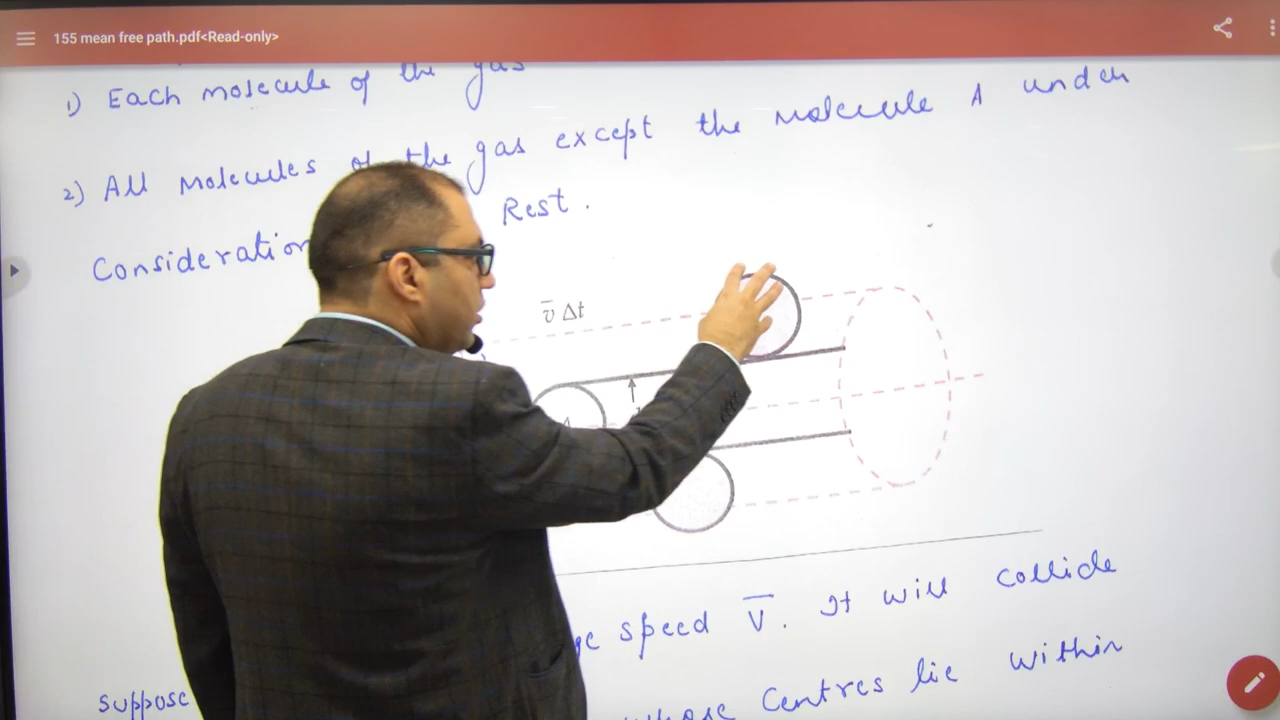 155 mean free path.pdf<Read-only>
1) Each molecule of the gas
2) All molecules of the gas except the molecule A under
Consideration Rest.
v̅ Δt
A
speed V̅. It will collide
Suppose
whose Centres lie within